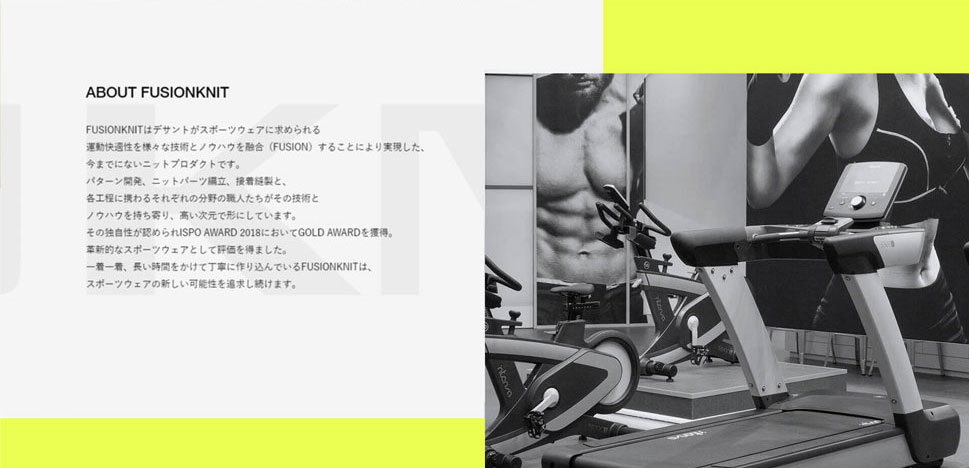 ABOUT FUSIONKNIT
FUSIONKNITはデサントがスポーツウェアに求められる
運動快適性を様々な技術とノウハウを融合（FUSION）することにより実現した、
今までにないニットプロダクトです。
パターン開発、ニットパーツ編立、接着縫製と、
各工程に携わるそれぞれの分野の職人たちがその技術と
ノウハウを持ち寄り、高い次元で形にしています。
その独自性が認められISPO AWARD 2018においてGOLD AWARDを獲得。
革新的なスポーツウェアとして評価を得ました。
一着一着、長い時間をかけて丁寧に作り込んでいるFUSIONKNITは、
スポーツウェアの新しい可能性を追求し続けます。